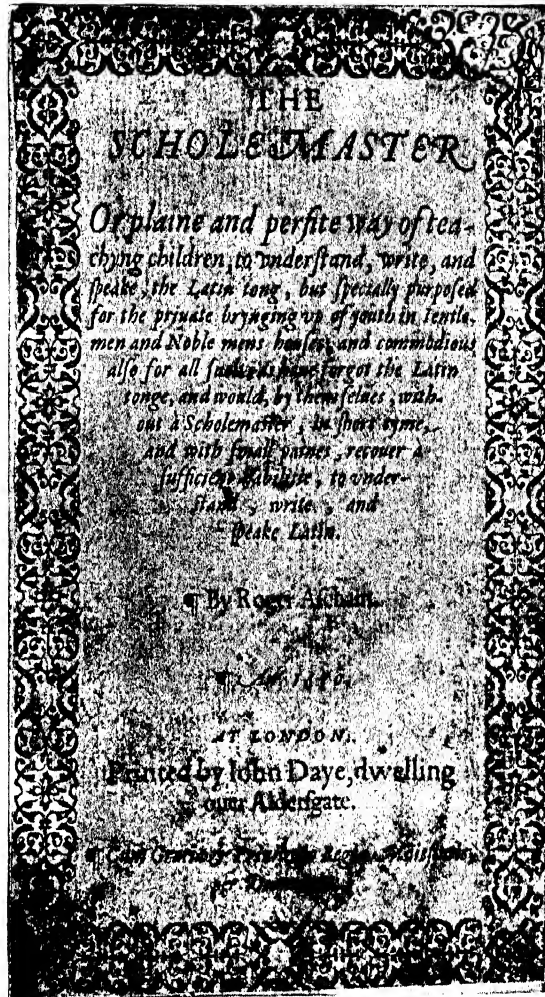 THE
SCHOLEMASTER
Or plaine and perfite way of tea-
chyng children, to vnderſtand, write, and
ſpeake, the Latin tong, but ſpecially purpoſed
for the priuate brynging vp of youth in Ientle-
men and Noble mens houſes, and commodious
alſo for all ſuch, as haue forgot the Latin
tonge, and would, by themſelues, with-
out a Scholemaſter, in ſhort tyme,
and with ſmall paines, recouer a
ſufficient habilitie, to vnder-
ſtand, write, and
ſpeake Latin.
¶ By Roger Aſcham.
AT LONDON.
Printed by Iohn Daye, dwelling
ouer Alderſgate.
¶ Cum Gratia &
per